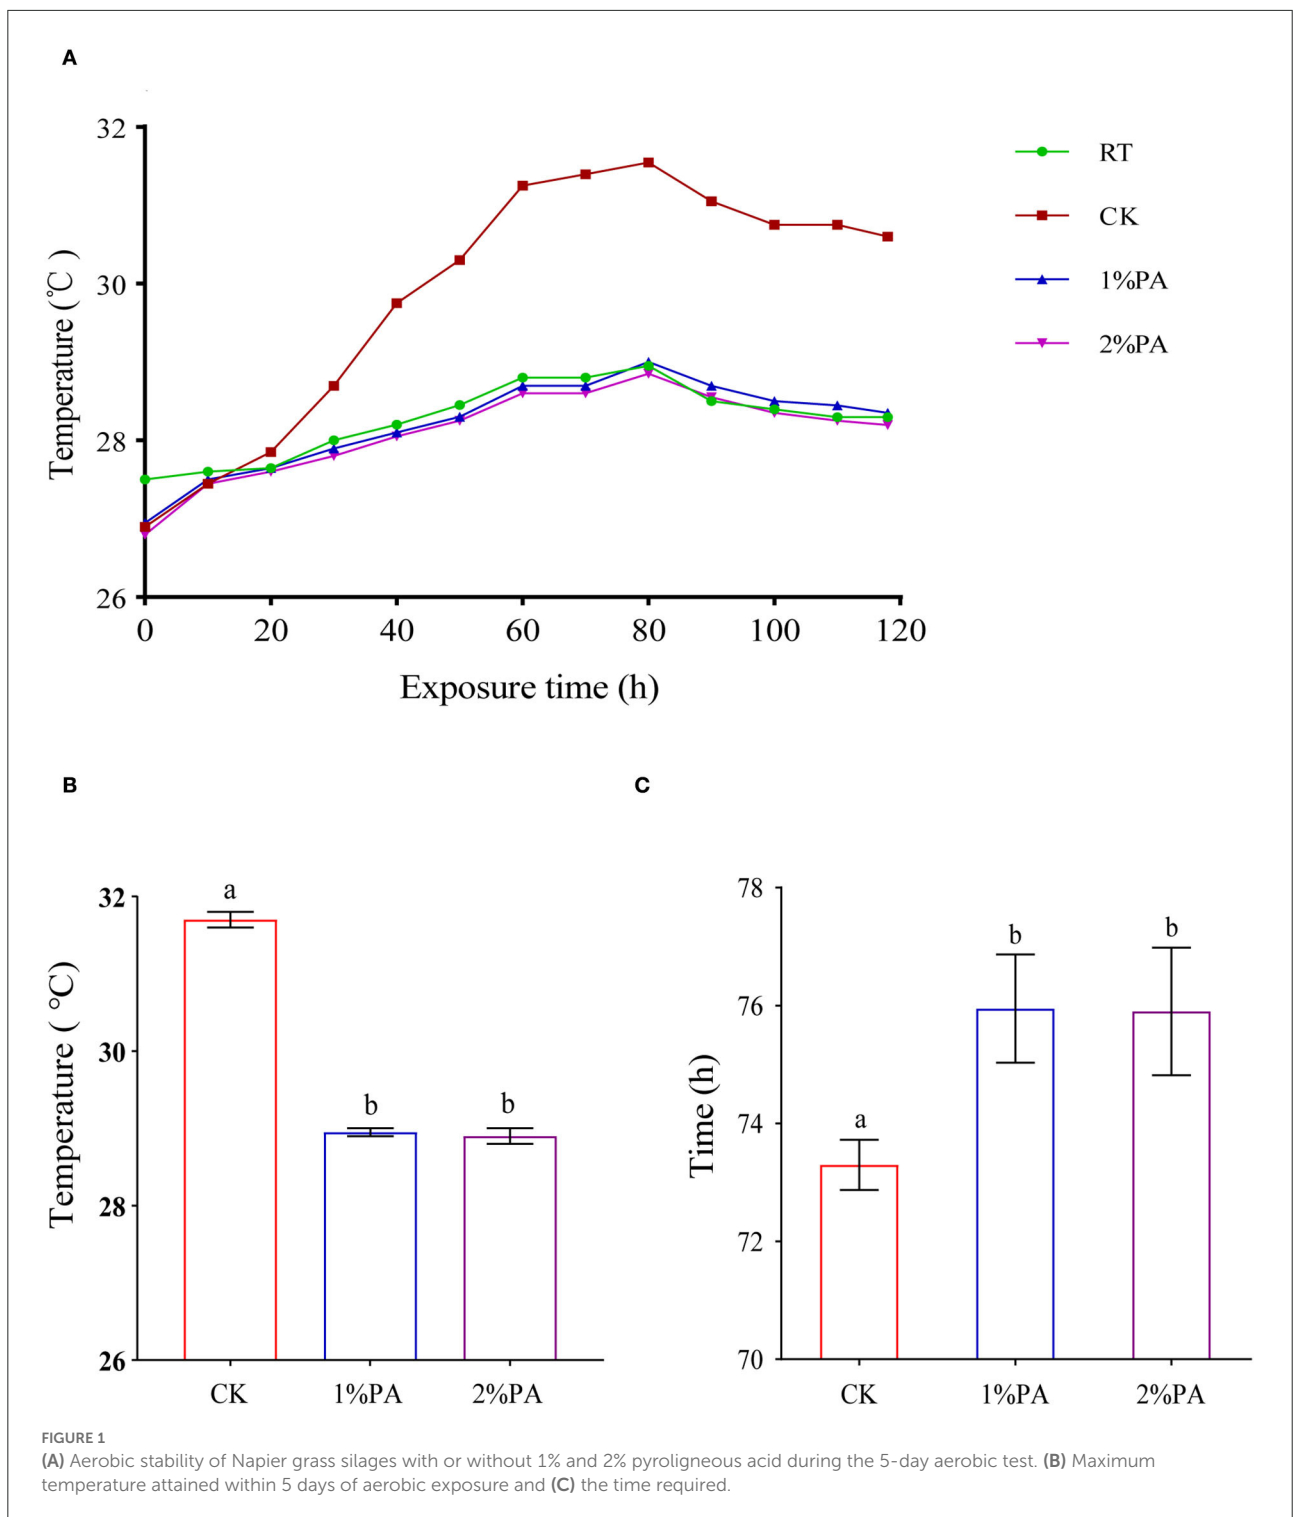 A
32
30
28
26
Temperature (℃)
0 20 40 60 80 100 120
Exposure time (h)
RT
CK
1%PA
2%PA
B
32
30
28
26
Temperature ( °C)
a
b
b
CK 1%PA 2%PA
C
78
76
74
72
70
Time (h)
a
b
b
CK 1%PA 2%PA
FIGURE 1
(A) Aerobic stability of Napier grass silages with or without 1% and 2% pyroligneous acid during the 5-day aerobic test. (B) Maximum
temperature attained within 5 days of aerobic exposure and (C) the time required.